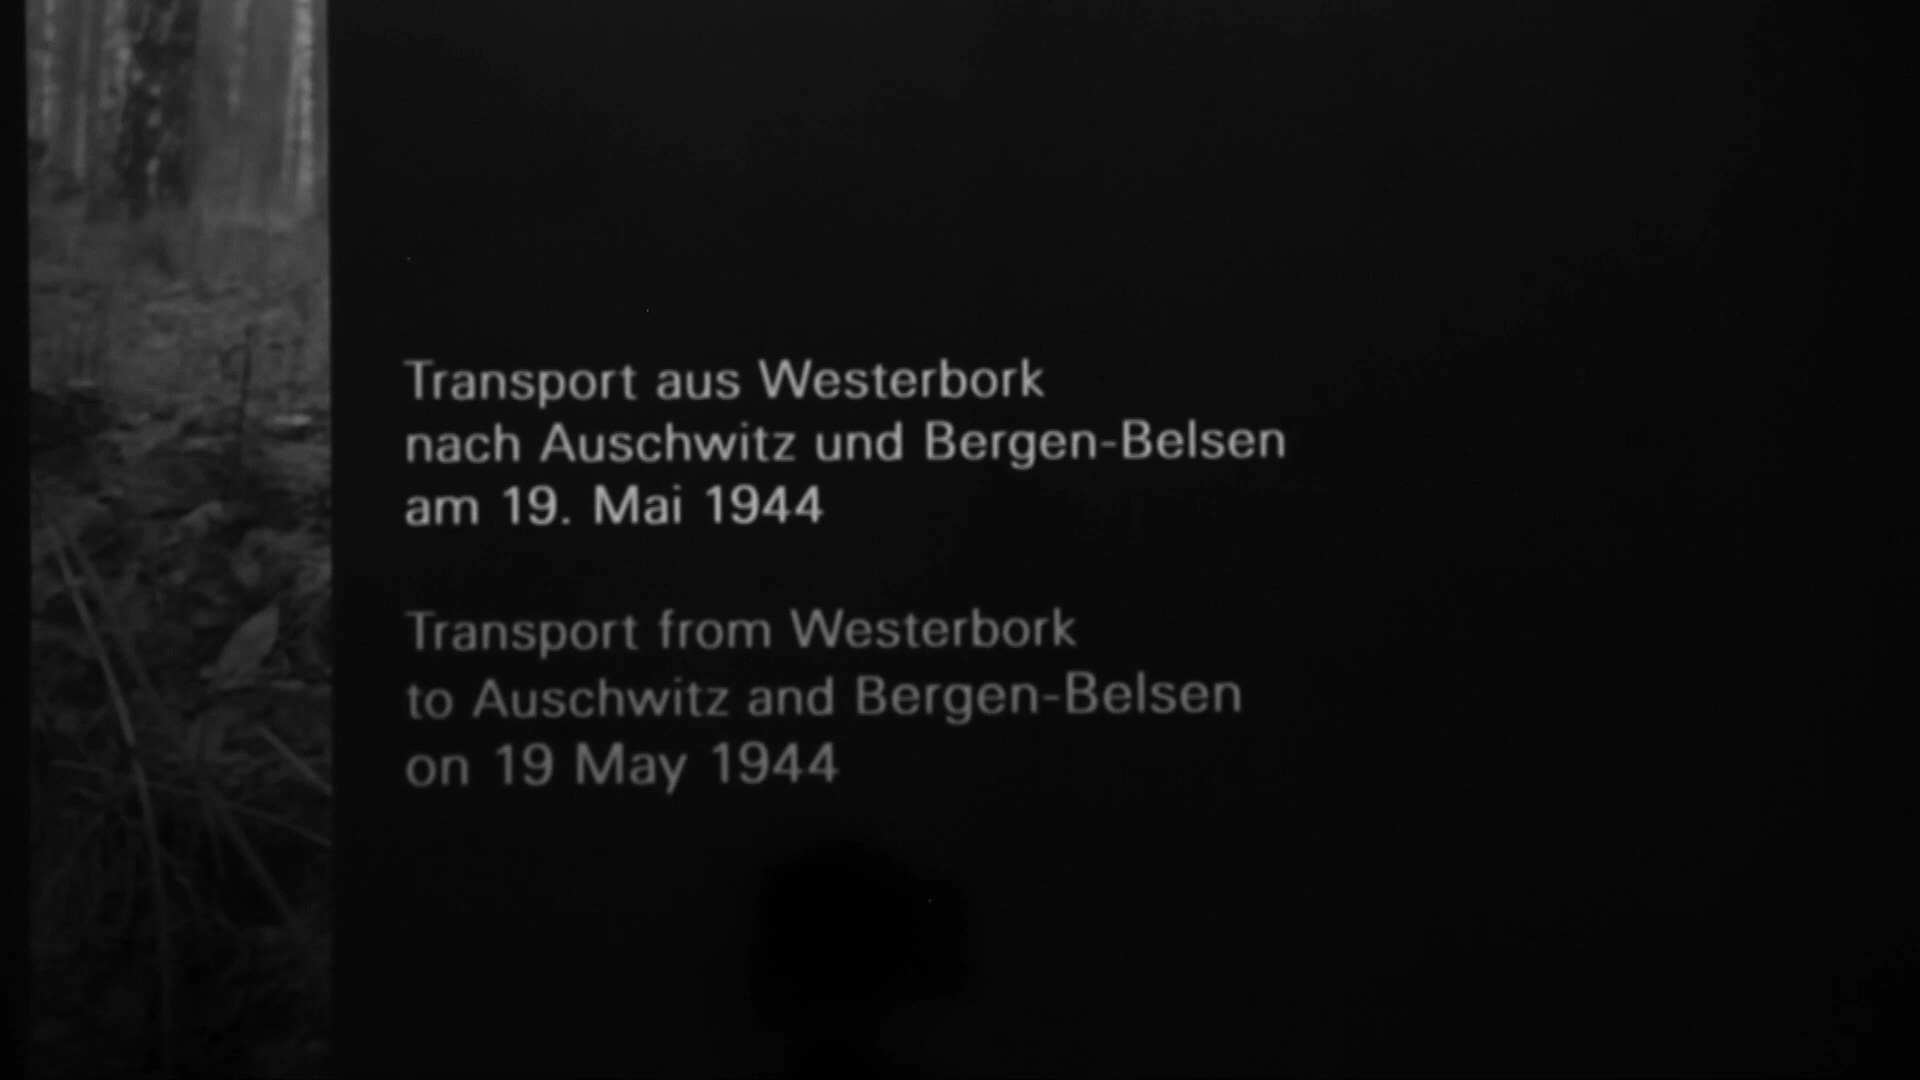 Transport aus Westerbork
nach Auschwitz und Bergen-Belsen
am 19. Mai 1944
Transport from Westerbork
to Auschwitz and Bergen-Belsen
on 19 May 1944